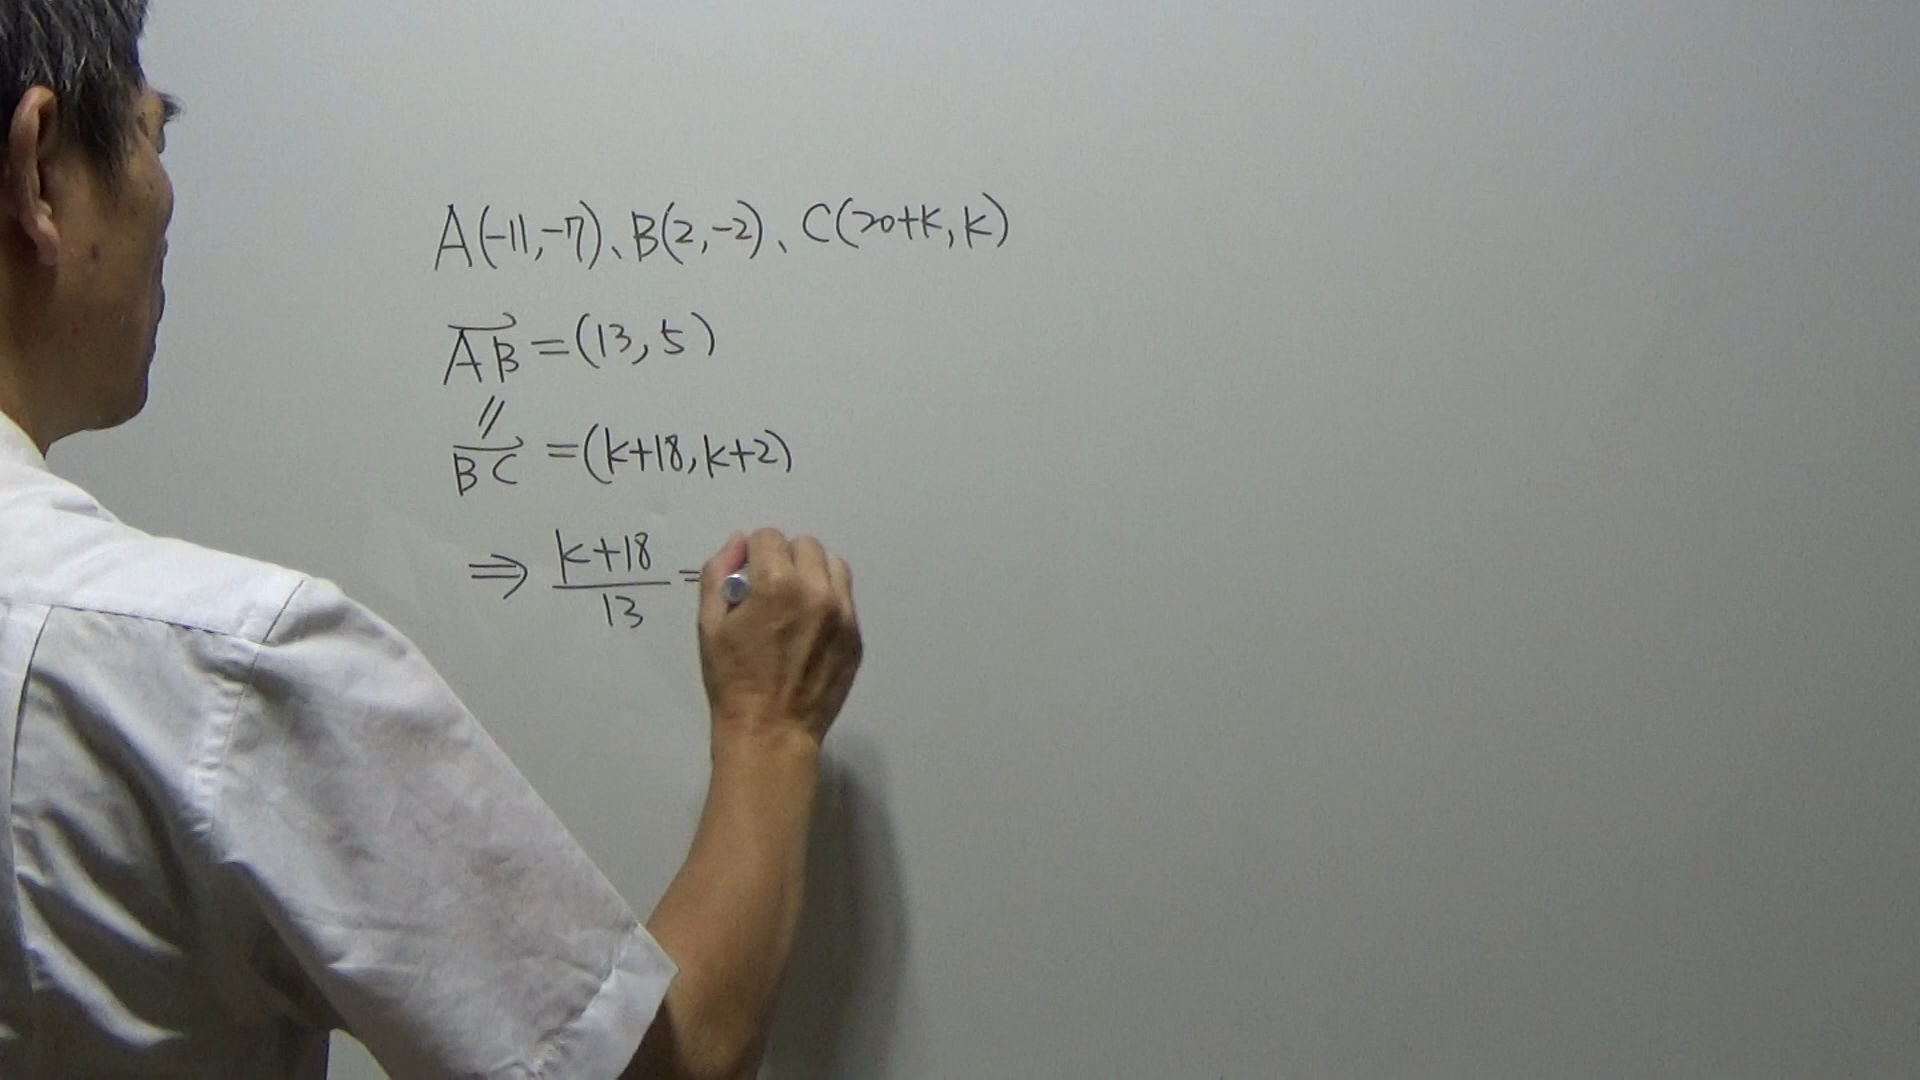 A(-11,-7)、B(2,-2)、C(20+k,k)
→AB=(13,5)
//
→BC=(k+18,k+2)
⇒ k+18/13 =